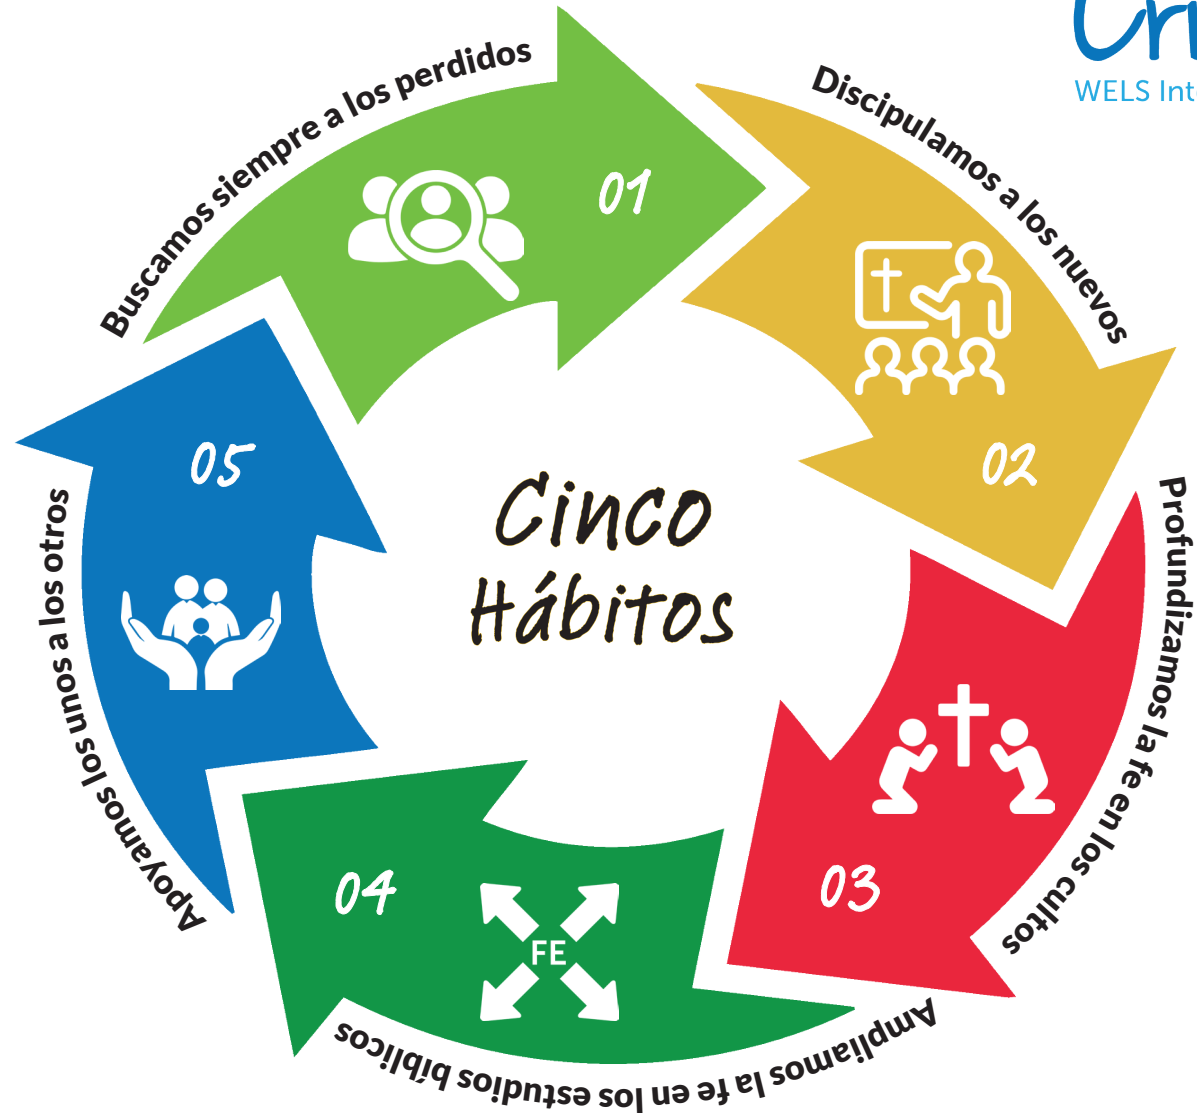 WELS
Buscamos siempre a los perdidos
01
Discipulamos a los nuevos
02
Profundizamos la fe en los cultos
03
Ampliamos la fe en los estudios bíblicos
04
FE
Apoyamos los unos a los otros
05
Cinco
Hábitos